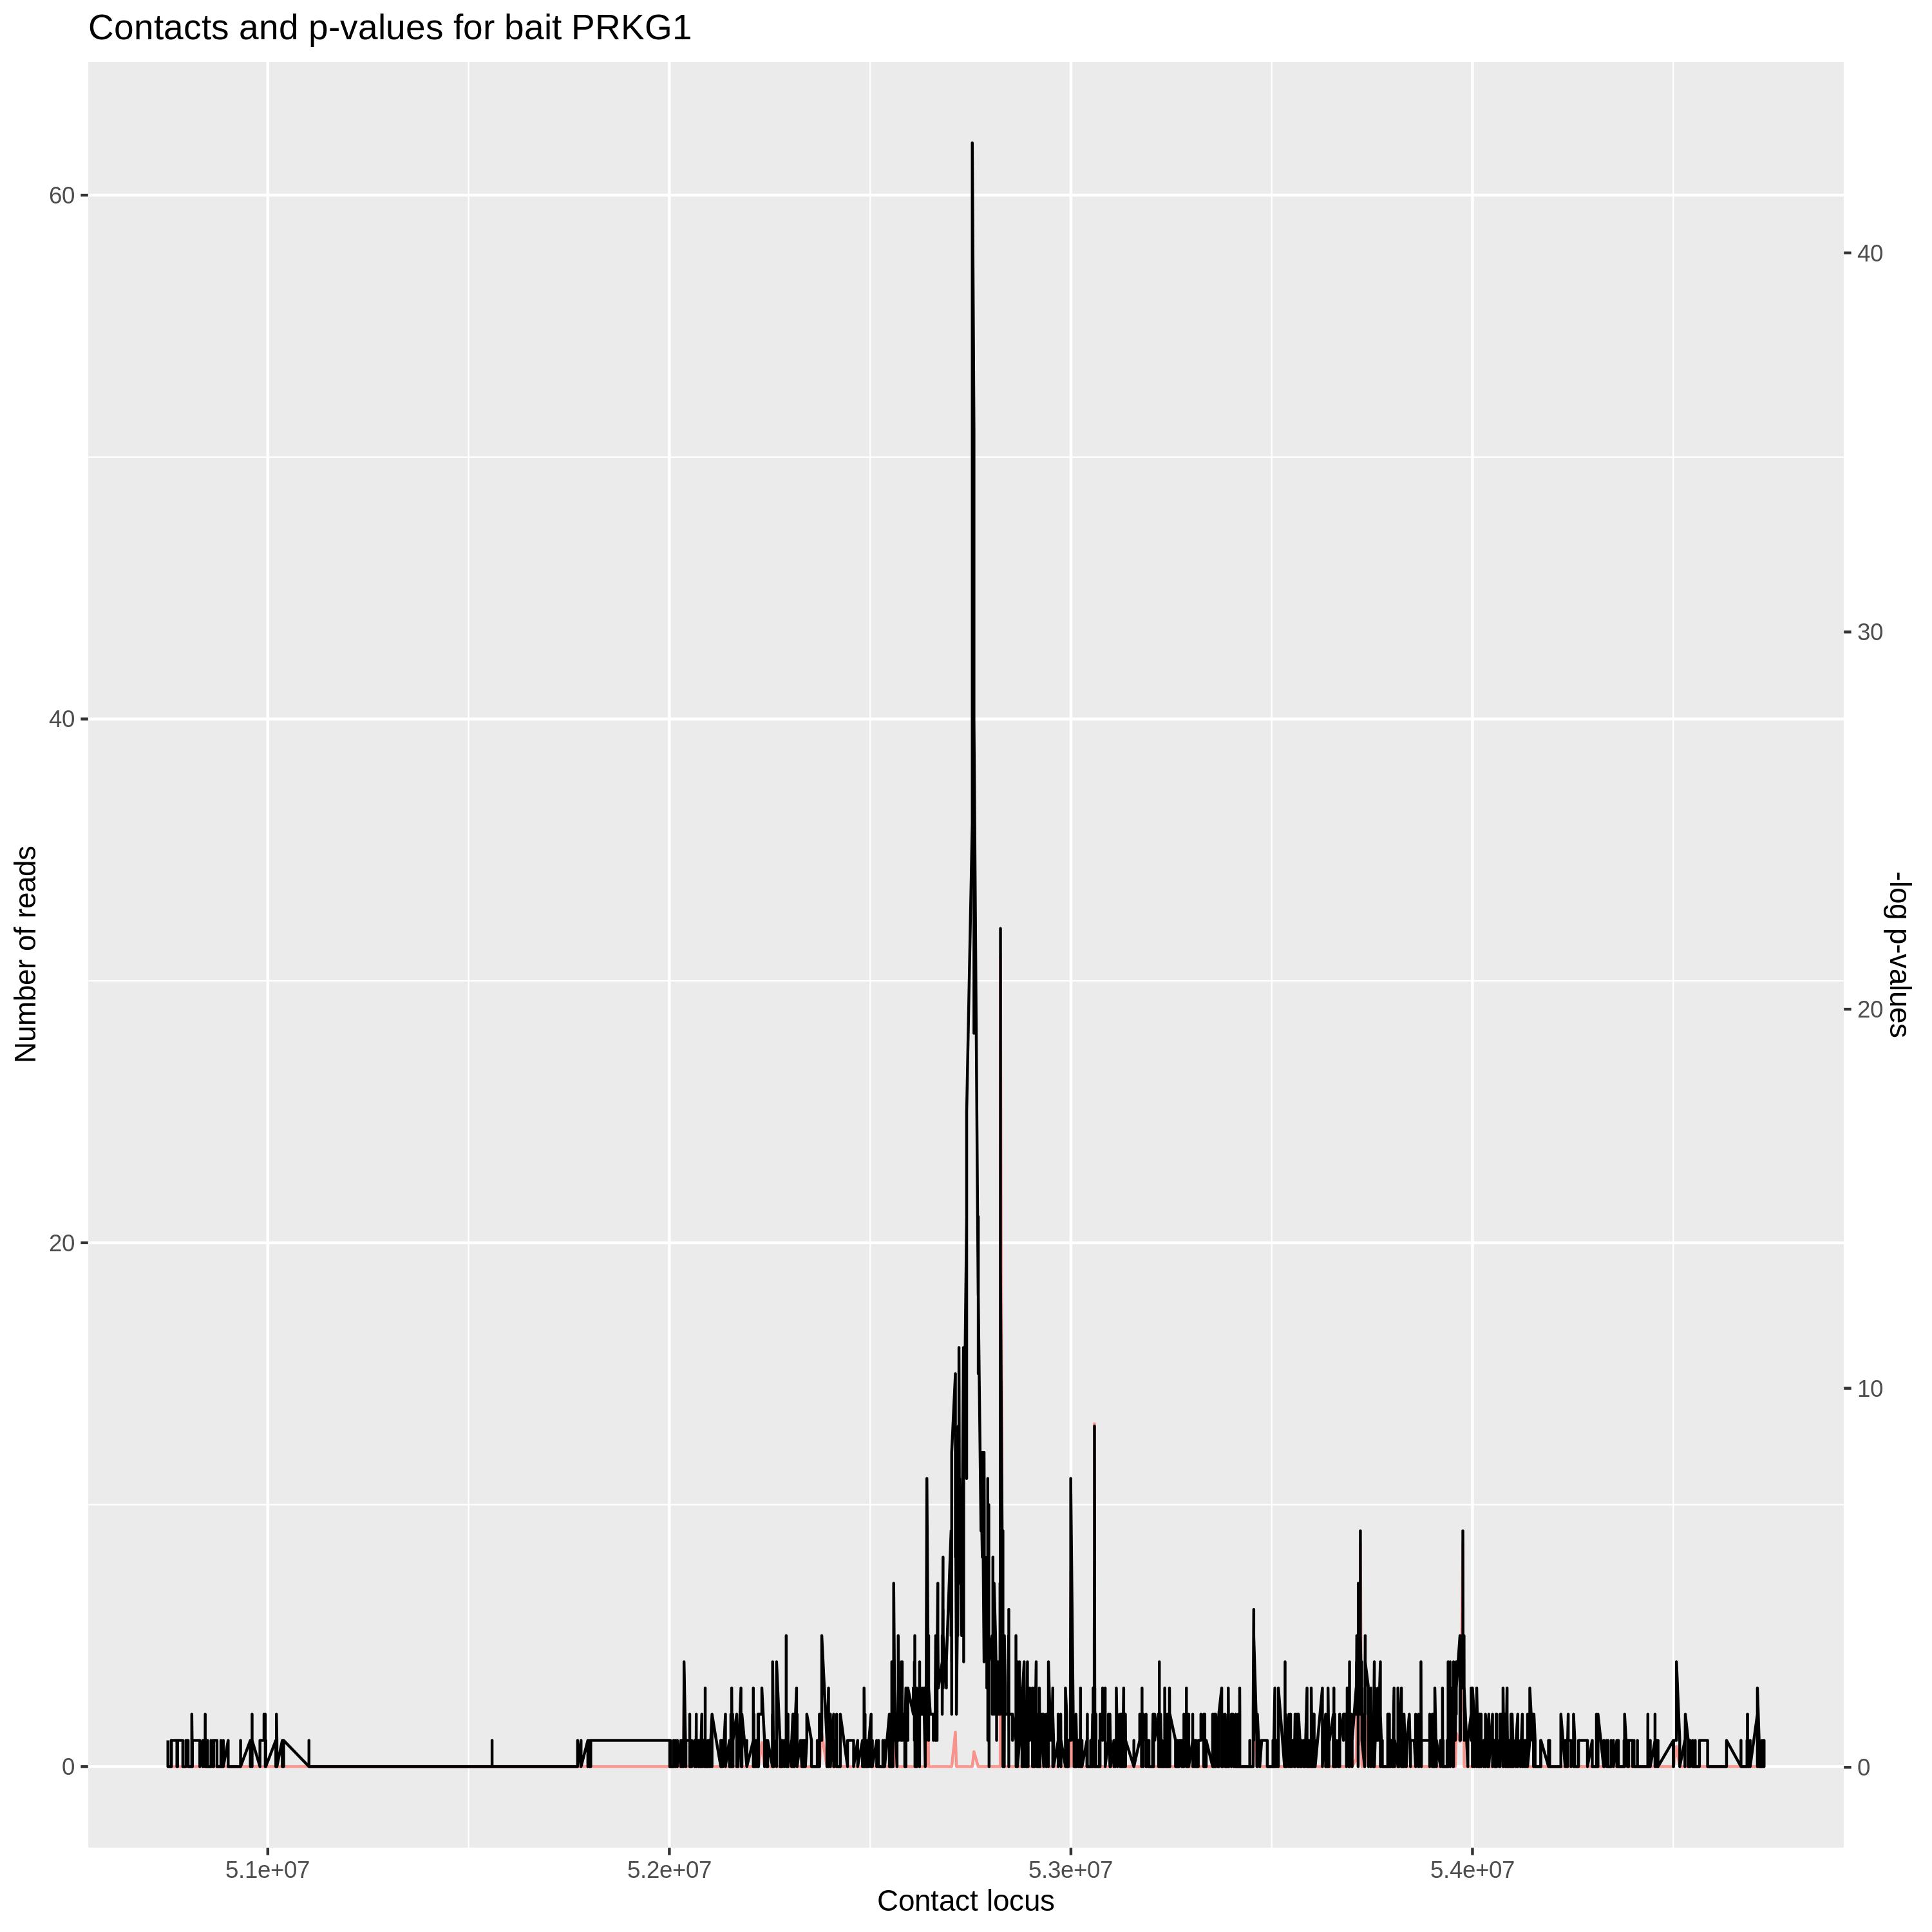 Contacts and p-values for bait PRKG1
60
40
20
0
40
30
20
10
0
Number of reads
-log p-values
5.1e+07
5.2e+07
5.3e+07
5.4e+07
Contact locus